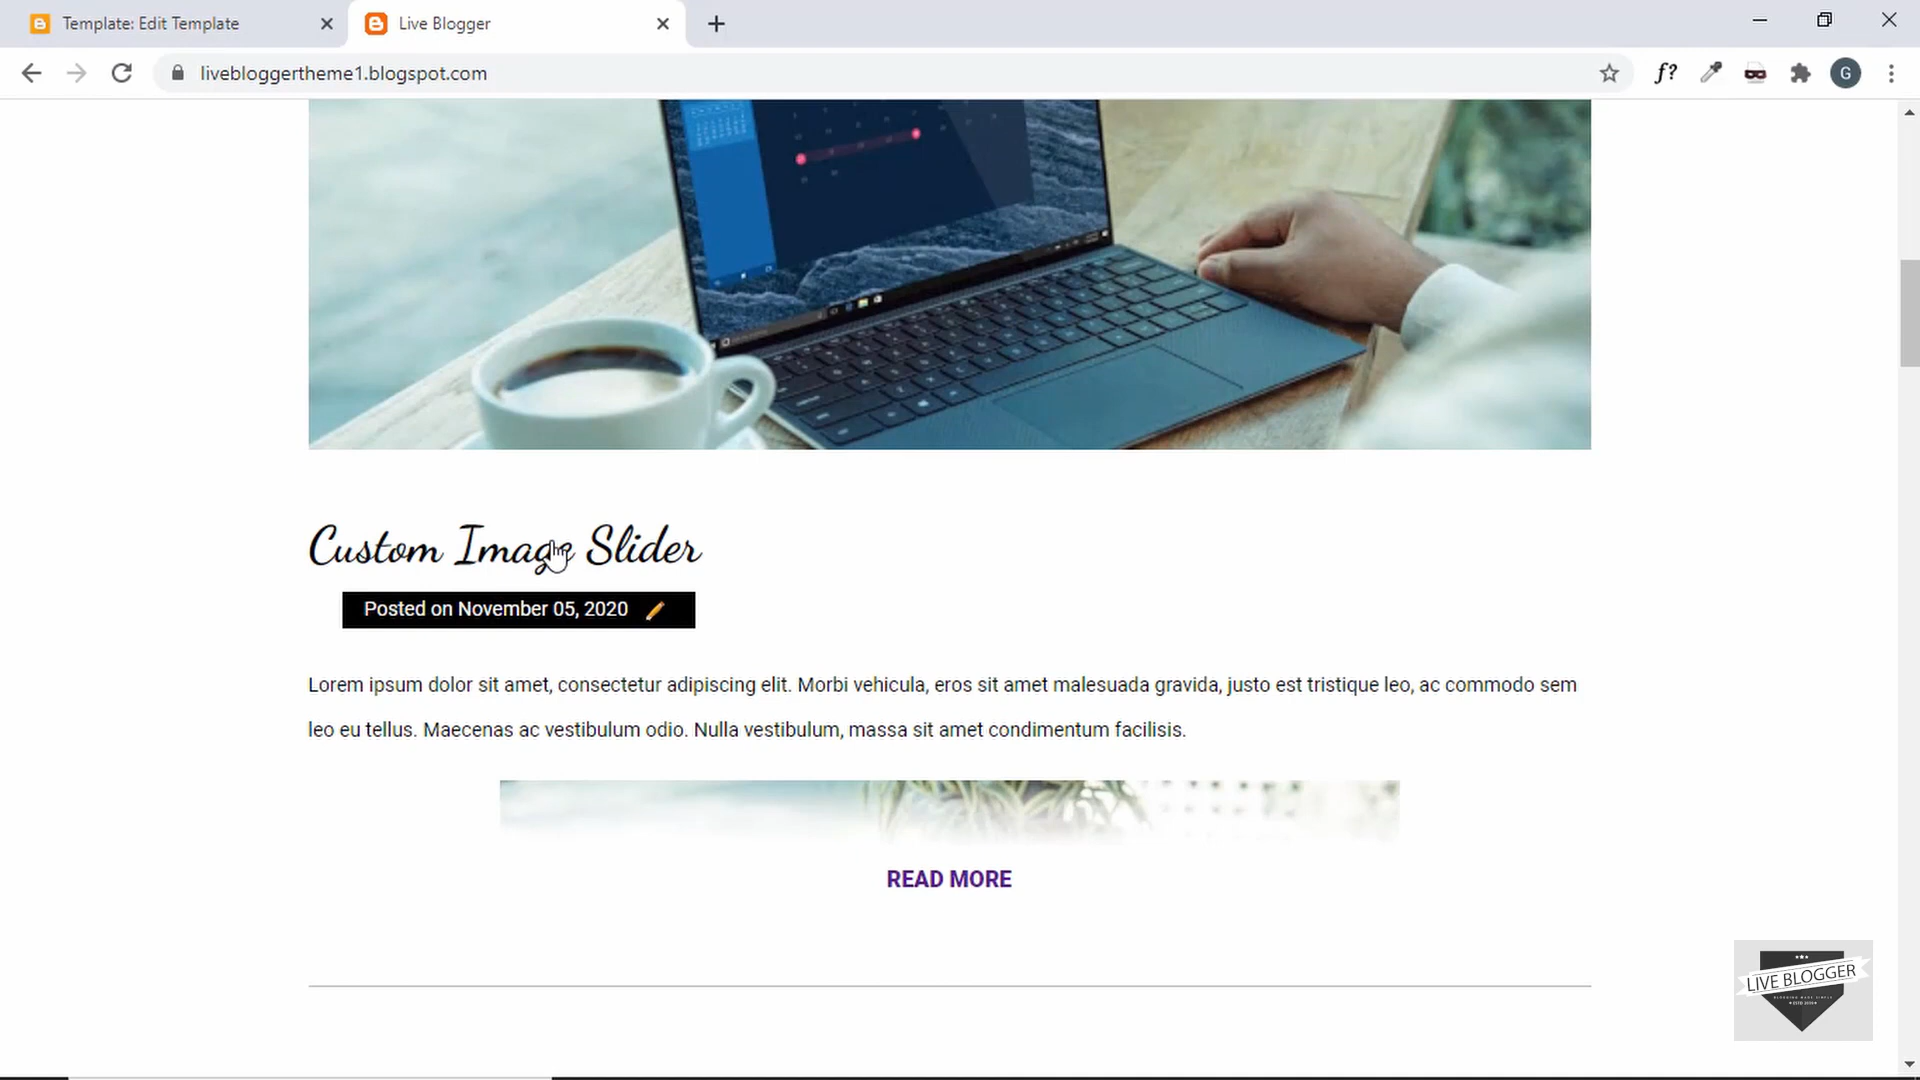 Template: Edit Template
Live Blogger
livebloggertheme1.blogspot.com
f?
G
Custom Image Slider
Posted on November 05, 2020
Lorem ipsum dolor sit amet, consectetur adipiscing elit. Morbi vehicula, eros sit amet malesuada gravida, justo est tristique leo, ac commodo sem
leo eu tellus. Maecenas ac vestibulum odio. Nulla vestibulum, massa sit amet condimentum facilisis.
READ MORE
LIVE BLOGGER